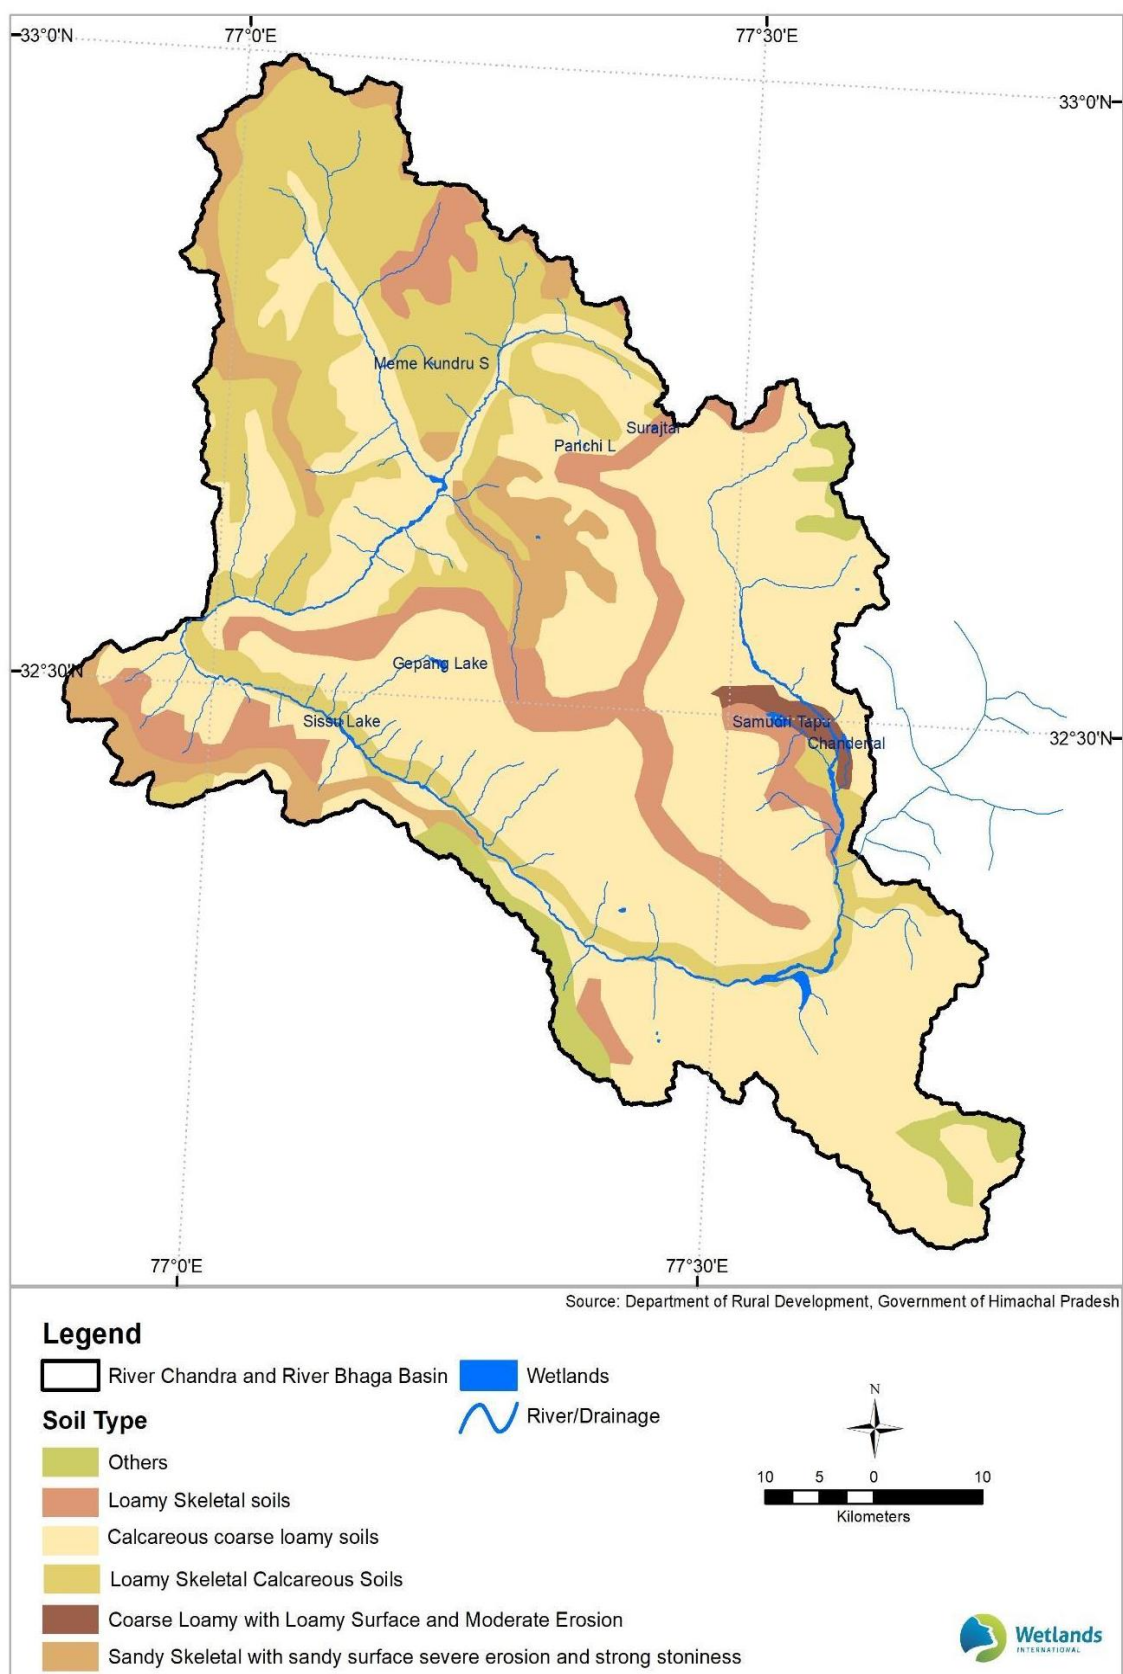 77°0'E
77°30'E
33°0'N
33°0'N
Meme Kundru S
Surajtal
Panchi L
Gepang Lake
32°30'N
Sissu Lake
Samudri Tapu
32°30'N
Chandertal
77°0'E
77°30'E
Source: Department of Rural Development, Government of Himachal Pradesh
Legend
River Chandra and River Bhaga Basin
Wetlands
Soil Type
River/Drainage
N
Others
Loamy Skeletal soils
10 5 0 10
Kilometers
Calcareous coarse loamy soils
Loamy Skeletal Calcareous Soils
Coarse Loamy with Loamy Surface and Moderate Erosion
Sandy Skeletal with sandy surface severe erosion and strong stoniness
Wetlands
INTERNATIONAL